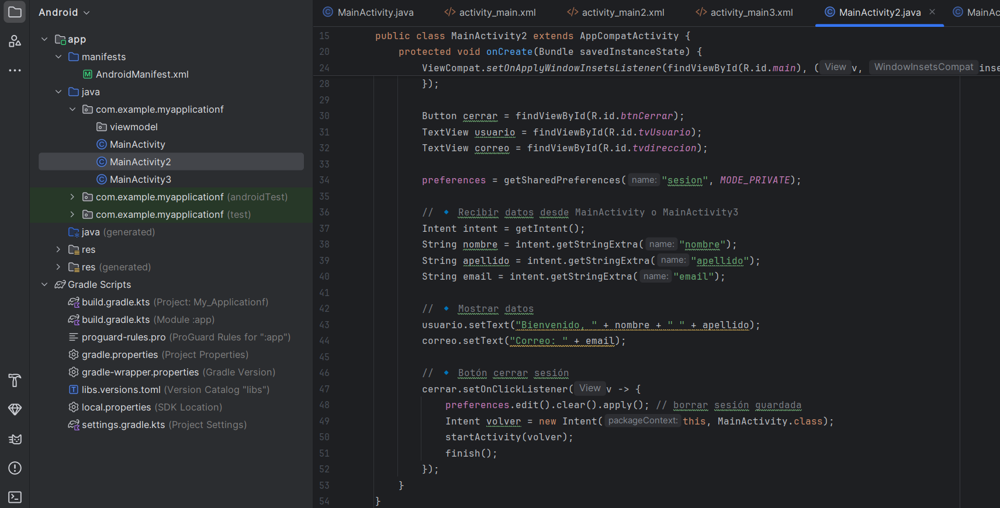 Android
app
manifests
AndroidManifest.xml
java
com.example.myapplicationf
viewmodel
MainActivity
MainActivity2
MainActivity3
com.example.myapplicationf (androidTest)
com.example.myapplicationf (test)
java (generated)
res
res (generated)
Gradle Scripts
build.gradle.kts (Project: My_Applicationf)
build.gradle.kts (Module :app)
proguard-rules.pro (ProGuard Rules for ":app")
gradle.properties (Project Properties)
gradle-wrapper.properties (Gradle Version)
libs.versions.toml (Version Catalog "libs")
local.properties (SDK Location)
settings.gradle.kts (Project Settings)
MainActivity.java activity_main.xml activity_main2.xml activity_main3.xml MainActivity2.java MainAc
15 public class MainActivity2 extends AppCompatActivity {
20 protected void onCreate(Bundle savedInstanceState) {
24 ViewCompat.setOnApplyWindowInsetsListener(findViewById(R.id.main), ( View v, WindowInsetsCompat inse
28 });
29
30 Button cerrar = findViewById(R.id.btnCerrar);
31 TextView usuario = findViewById(R.id.tvUsuario);
32 TextView correo = findViewById(R.id.tvdireccion);
33
34 preferences = getSharedPreferences( name: "sesion", MODE_PRIVATE);
35
36 // 🔹 Recibir datos desde MainActivity o MainActivity3
37 Intent intent = getIntent();
38 String nombre = intent.getStringExtra( name: "nombre");
39 String apellido = intent.getStringExtra( name: "apellido");
40 String email = intent.getStringExtra( name: "email");
41
42 // 🔹 Mostrar datos
43 usuario.setText("Bienvenido, " + nombre + " " + apellido);
44 correo.setText("Correo: " + email);
45
46 // 🔹 Botón cerrar sesión
47 cerrar.setOnClickListener( View v -> {
48 preferences.edit().clear().apply(); // borrar sesión guardada
49 Intent volver = new Intent( packageContext: this, MainActivity.class);
50 startActivity(volver);
51 finish();
52 });
53 }
54 }